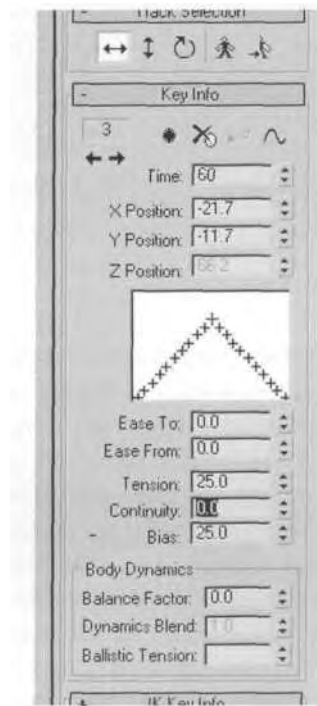 - Track Selection
- Key Info
3
Time: 60
X Position: -21.7
Y Position: -11.7
Z Position: 66.2
Ease To: 0.0
Ease From: 0.0
Tension: 25.0
Continuity: 0.0
Bias: 25.0
Body Dynamics
Balance Factor: 0.0
Dynamics Blend: 1.0
Ballistic Tension:
+ IK Key Info